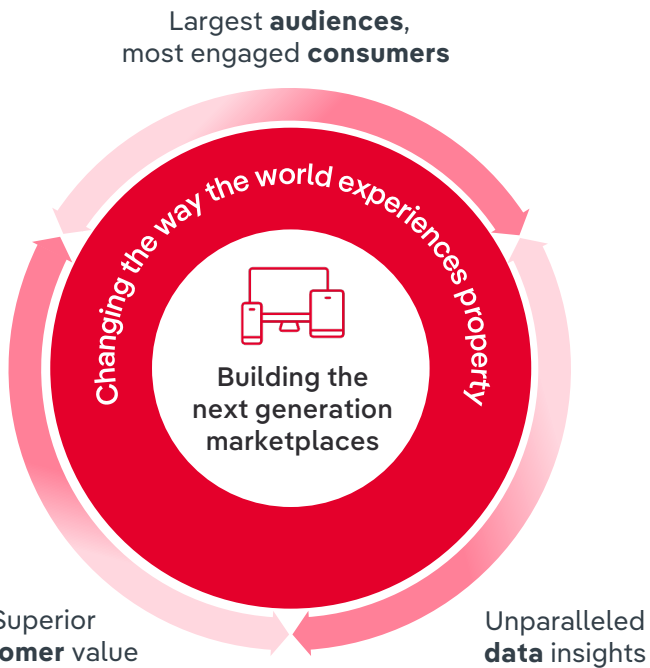 Largest audiences,
most engaged consumers
Changing the way the world experiences property
Building the
next generation
marketplaces
Superior
omer value
Unparalleled
data insights